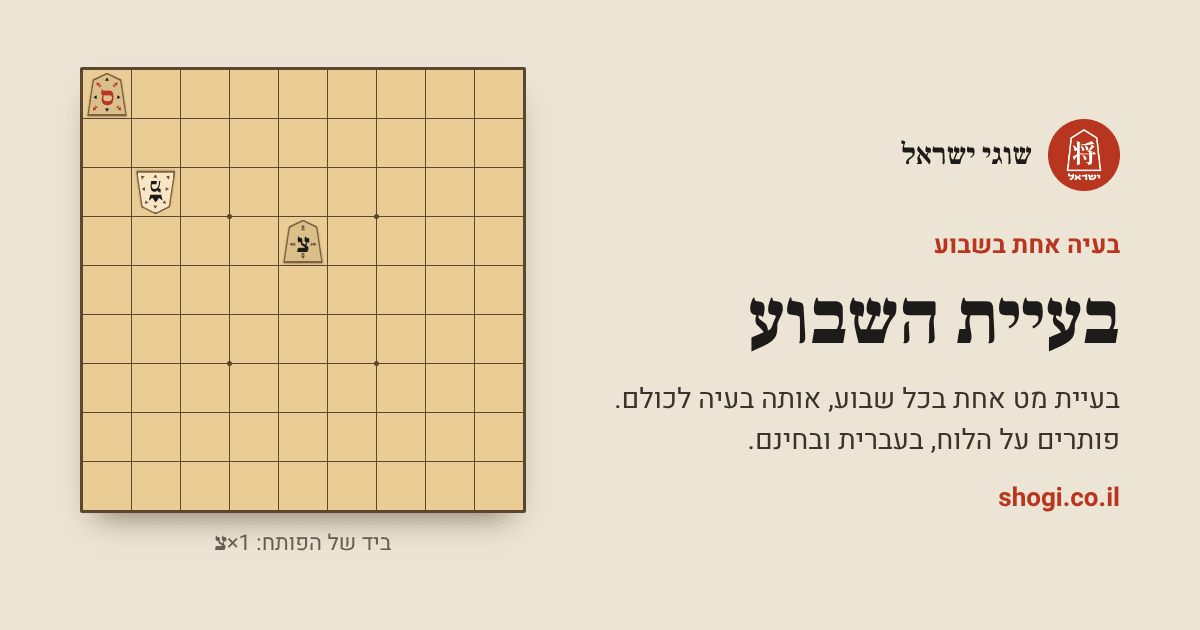 שוגי ישראל
将
ישראל
בעיה אחת בשבוע
בעיית השבוע
בעיית מט אחת בכל שבוע, אותה בעיה לכולם.
פותרים על הלוח, בעברית ובחינם.
shogi.co.il
ס
צ
ביד של הפותח: 1×צ